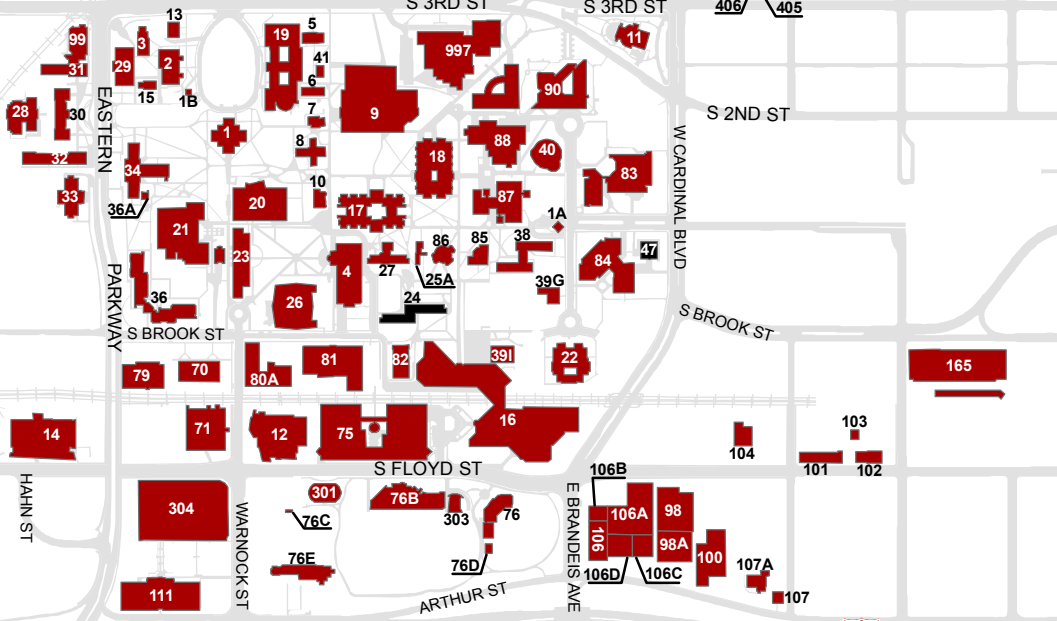 S 3RD ST
S 3RD ST
406
405
13
5
19
99
3
11
997
29
2
41
31
6
90
15
1B
28
30
7
9
S 2ND ST
EASTERN
1
88
8
40
W CARDINAL BLVD
32
18
34
83
33
10
87
36A
20
17
1A
21
86
85
38
47
23
4
27
84
25A
39G
PARKWAY
36
26
24
S BROOK ST
S BROOK ST
81
82
39I
22
79
70
80A
165
14
71
12
75
16
103
104
101
102
S FLOYD ST
HAHN ST
106B
301
76B
303
76
304
WARNOCK ST
76C
E BRANDEIS AVE
106A
98
106
98A
100
76E
76D
106D
106C
107A
111
ARTHUR ST
107